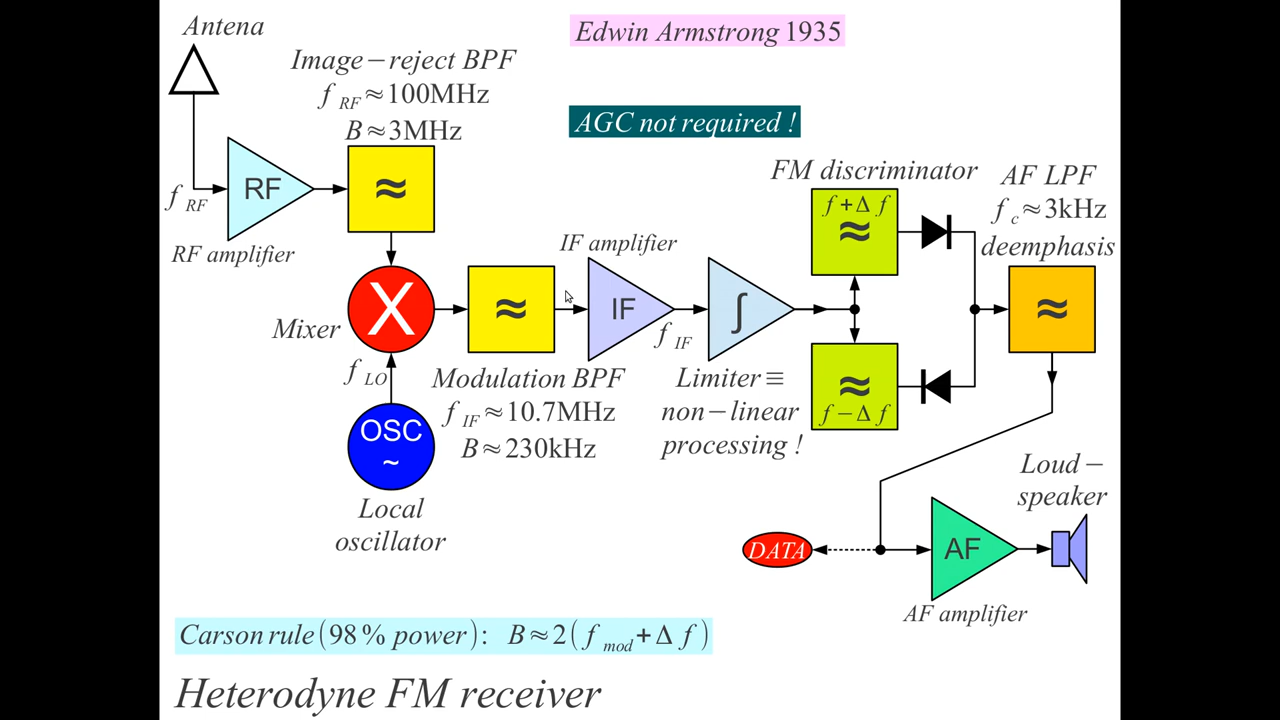 Antena
Edwin Armstrong 1935
Image−reject BPF
f RF ≈100MHz
B≈3MHz
AGC not required !
RF
≈
f RF
RF amplifier
FM discriminator
f+Δ f
≈
AF LPF
f c≈3kHz
deemphasis
IF amplifier
X
Mixer
≈
IF
∫
≈
f IF
f LO
Modulation BPF
f IF≈10.7MHz
B≈230kHz
Limiter≡
non−linear
processing !
≈
f−Δ f
OSC
~
Local
oscillator
Loud−
speaker
DATA
AF
AF amplifier
Carson rule(98% power): B≈2(f mod+Δ f)
Heterodyne FM receiver